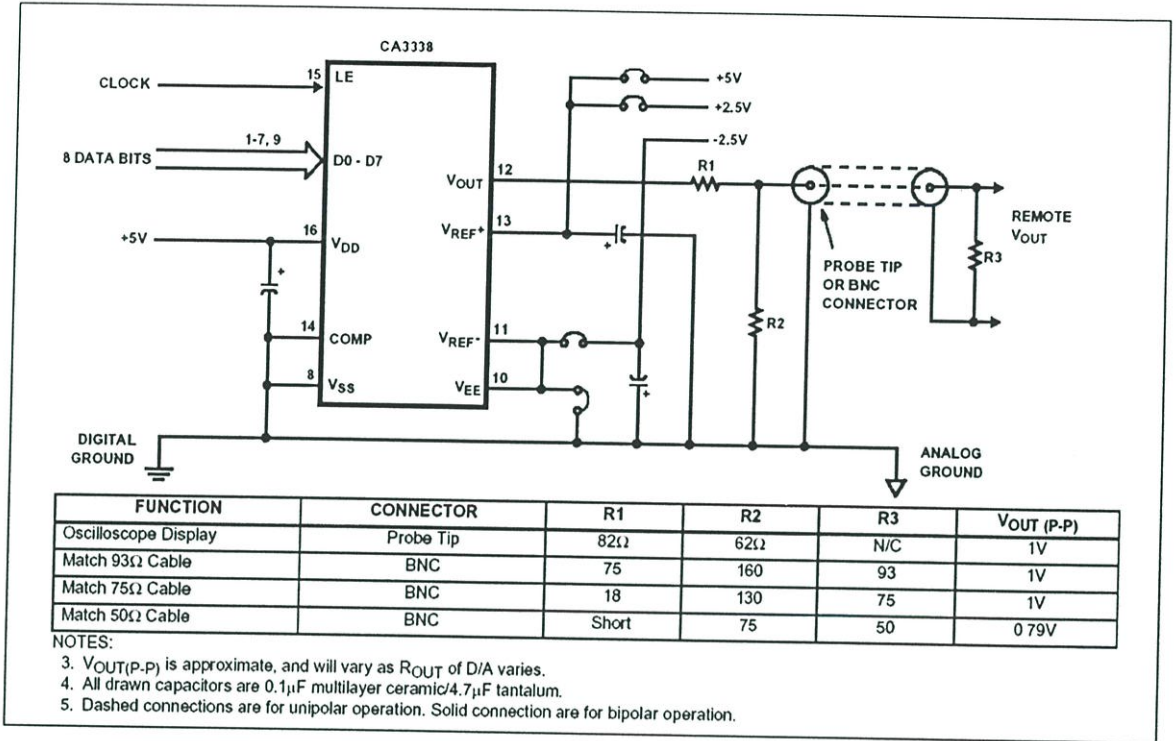 CA3338
CLOCK
15
LE
8 DATA BITS
1-7, 9
D0 - D7
+5V
16
VDD
14
COMP
8
VSS
VOUT
12
VREF+
13
VREF-
11
VEE
10
+5V
+2.5V
-2.5V
R1
R2
R3
REMOTE
VOUT
PROBE TIP
OR BNC
CONNECTOR
DIGITAL
GROUND
ANALOG
GROUND
FUNCTION CONNECTOR R1 R2 R3 VOUT (P-P)
Oscilloscope Display Probe Tip 82Ω 62Ω N/C 1V
Match 93Ω Cable BNC 75 160 93 1V
Match 75Ω Cable BNC 18 130 75 1V
Match 50Ω Cable BNC Short 75 50 0 79V
NOTES:
3. VOUT(P-P) is approximate, and will vary as ROUT of D/A varies.
4. All drawn capacitors are 0.1μF multilayer ceramic/4.7μF tantalum.
5. Dashed connections are for unipolar operation. Solid connection are for bipolar operation.